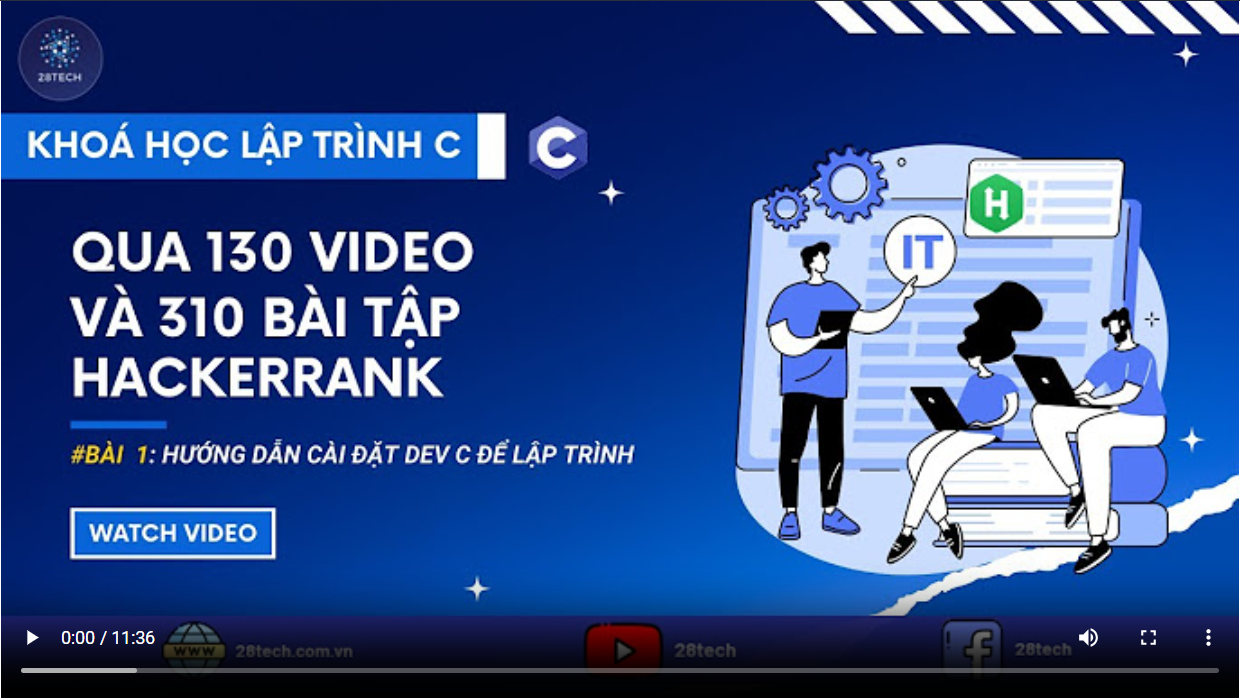 28TECH
KHOÁ HỌC LẬP TRÌNH C
C
QUA 130 VIDEO
VÀ 310 BÀI TẬP
HACKERRANK
#BÀI 1: HƯỚNG DẪN CÀI ĐẶT DEV C ĐỂ LẬP TRÌNH
WATCH VIDEO
H
IT
0:00 / 11:36
WWW
28tech.com.vn
28tech
f
28tech